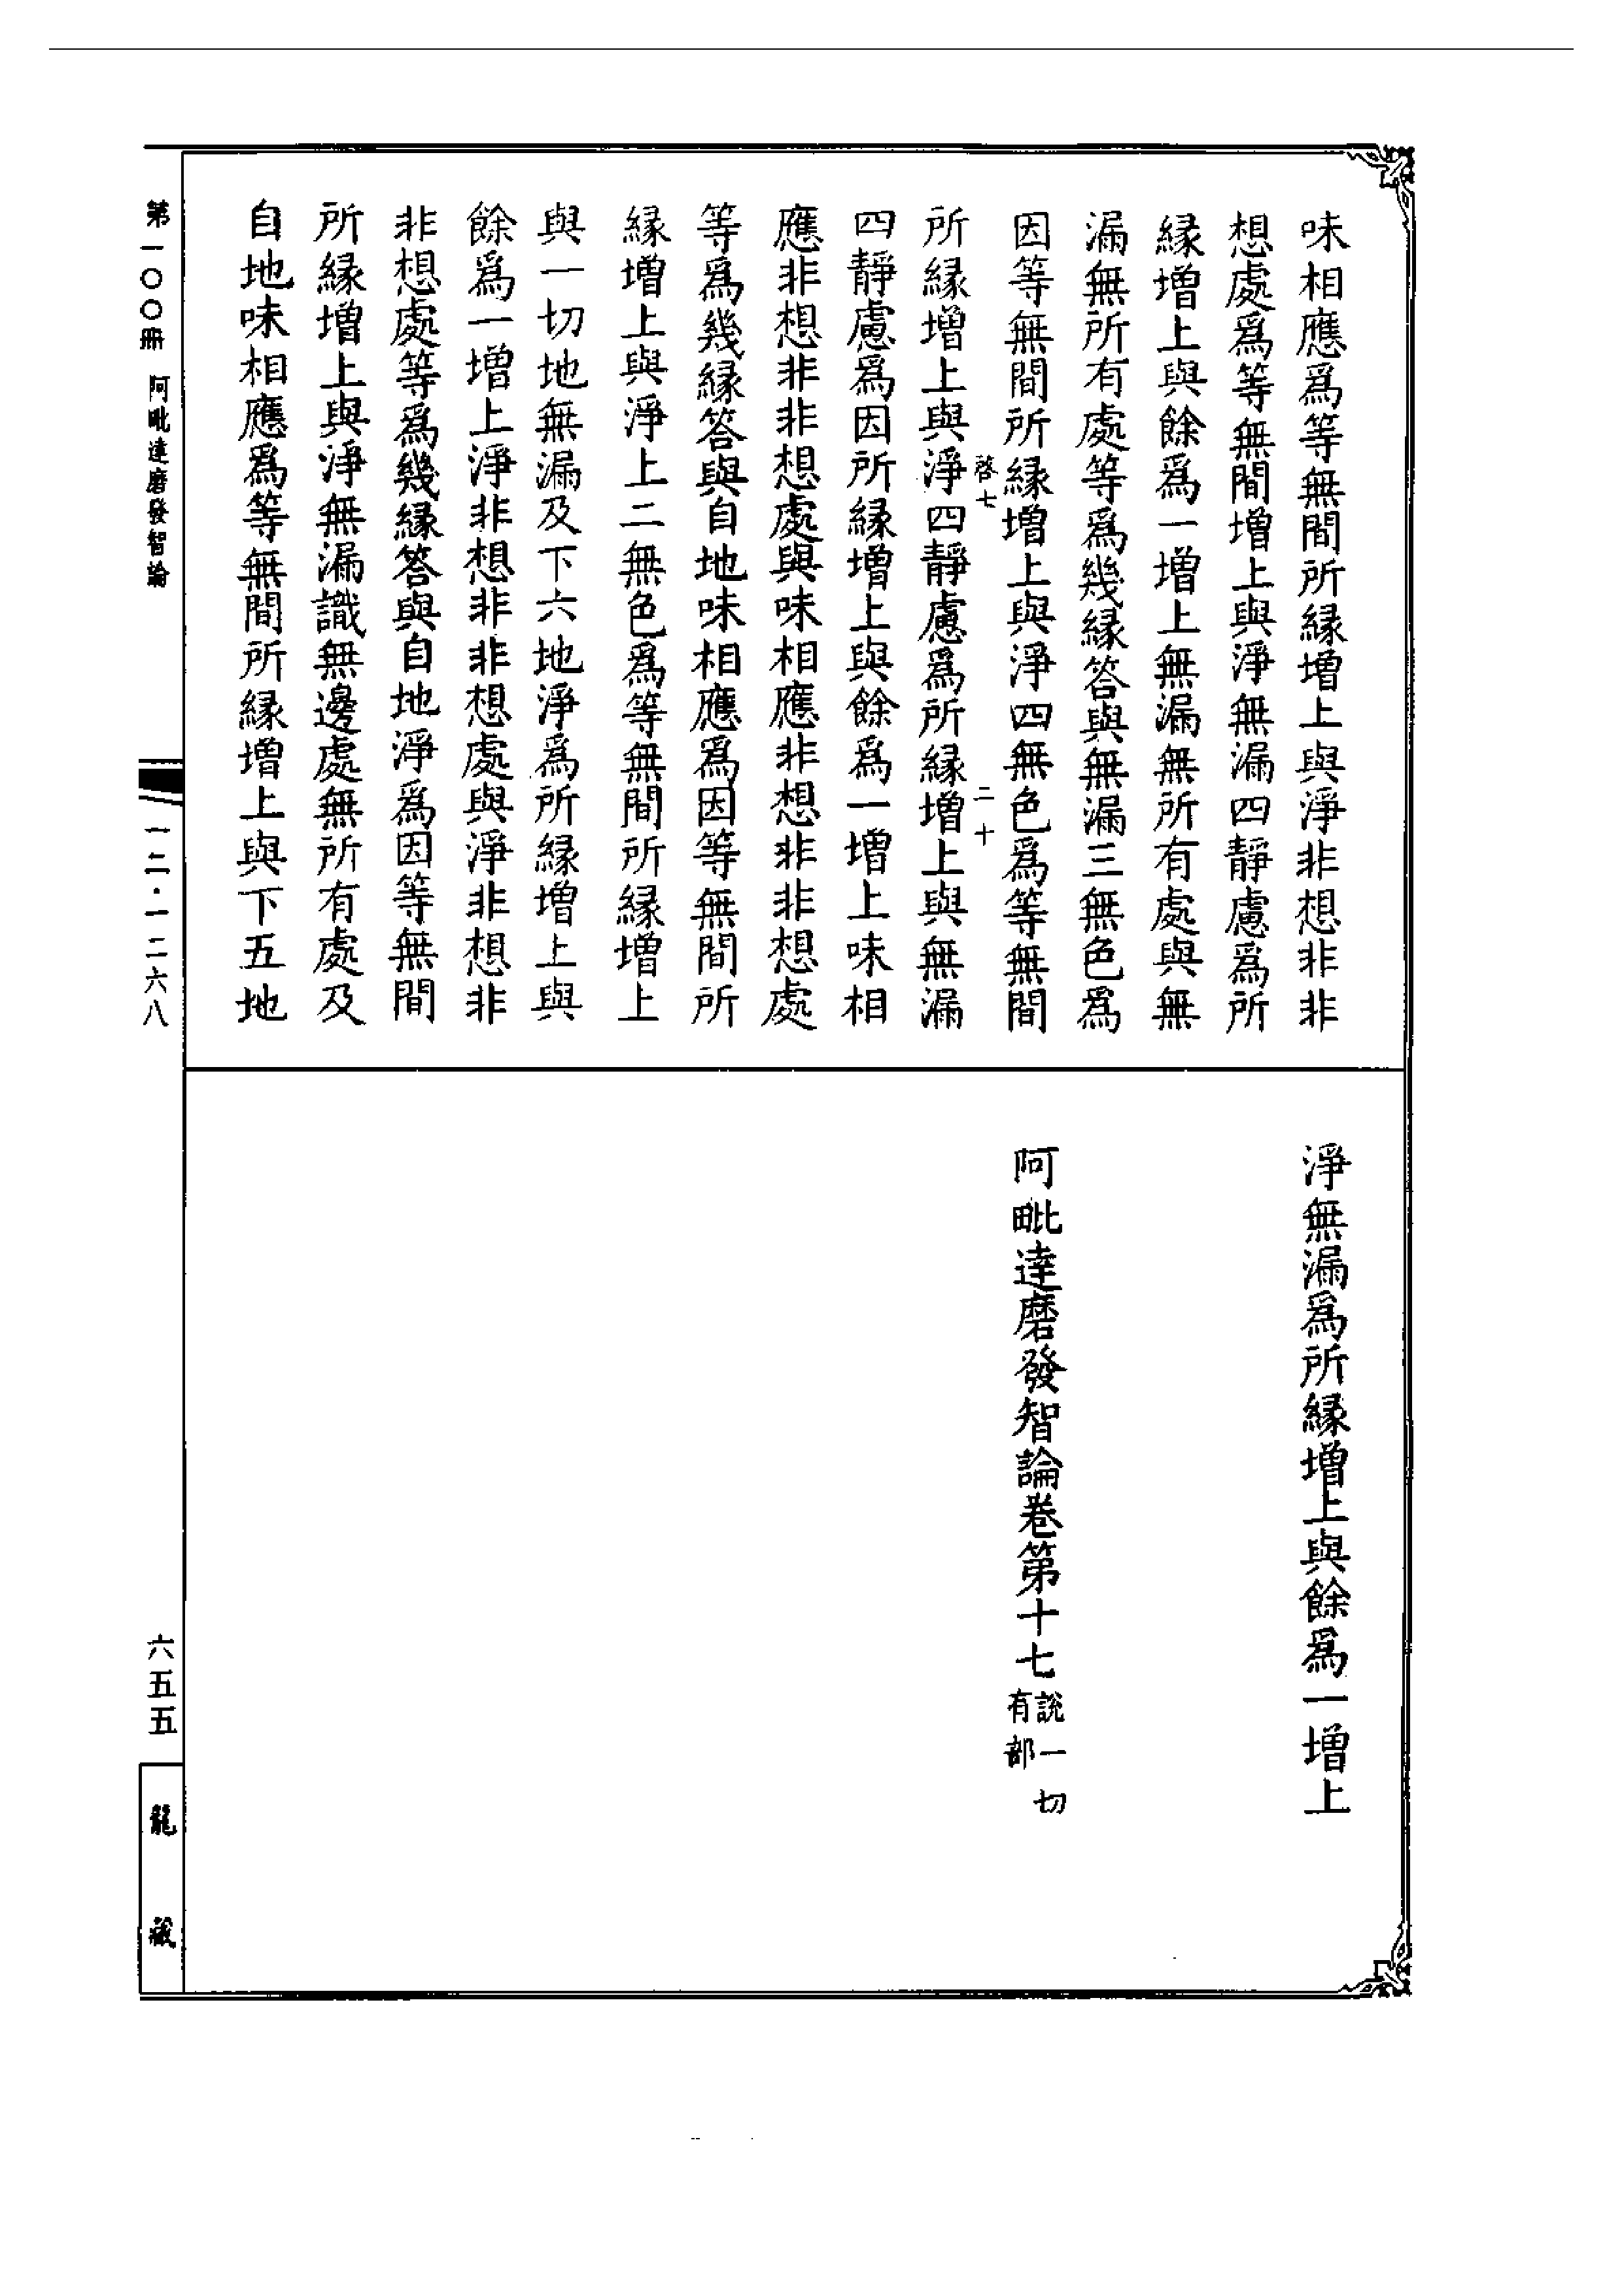 味相應爲等無間所緣增上與淨非想非非
想處爲等無間增上與淨無漏四靜慮爲所
緣增上與餘爲一增上無漏無所有處與無
漏無所有處等爲幾緣答與無漏三無色爲
因等無間所緣增上與淨四無色爲等無間
啓七
二十
所緣增上與淨四靜慮爲所緣增上與無漏
四靜慮爲因所緣增上與餘爲一增上味相
應非想非非想處與味相應非想非非想處
等爲幾緣答與自地味相應爲因等無間所
緣增上與淨上二無色爲等無間所緣增上
與一切地無漏及下六地淨爲所緣增上與
餘爲一增上淨非想非非想處與淨非想非
非想處等爲幾緣答與自地淨爲因等無間
所緣增上與淨無漏識無邊處無所有處及
自地味相應爲等無間所緣增上與下五地
淨無漏爲所緣增上與餘爲一增上
阿毗達磨發智論卷第十七
說一切
有部
第一〇〇冊 阿毗達磨發智論
一二·一二六八
六五五
龍藏